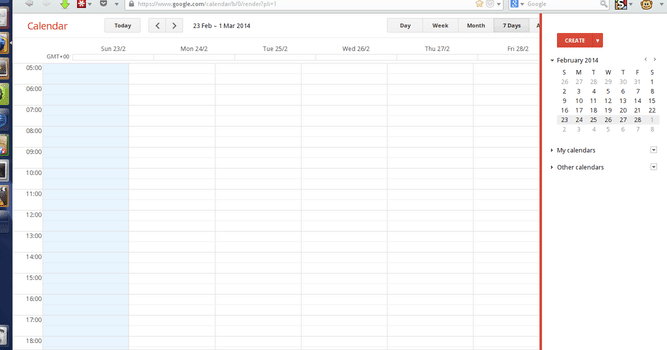 https://www.google.com/calendar/b/0/render?pli=1
Google
Calendar
Today
23 Feb – 1 Mar 2014
Day Week Month 7 Days A
CREATE
GMT+00
Sun 23/2 Mon 24/2 Tue 25/2 Wed 26/2 Thu 27/2 Fri 28/2
05:00
06:00
07:00
08:00
09:00
10:00
11:00
12:00
13:00
14:00
15:00
16:00
17:00
18:00
February 2014
S M T W T F S
26 27 28 29 30 31 1
2 3 4 5 6 7 8
9 10 11 12 13 14 15
16 17 18 19 20 21 22
23 24 25 26 27 28 1
2 3 4 5 6 7 8
My calendars
Other calendars